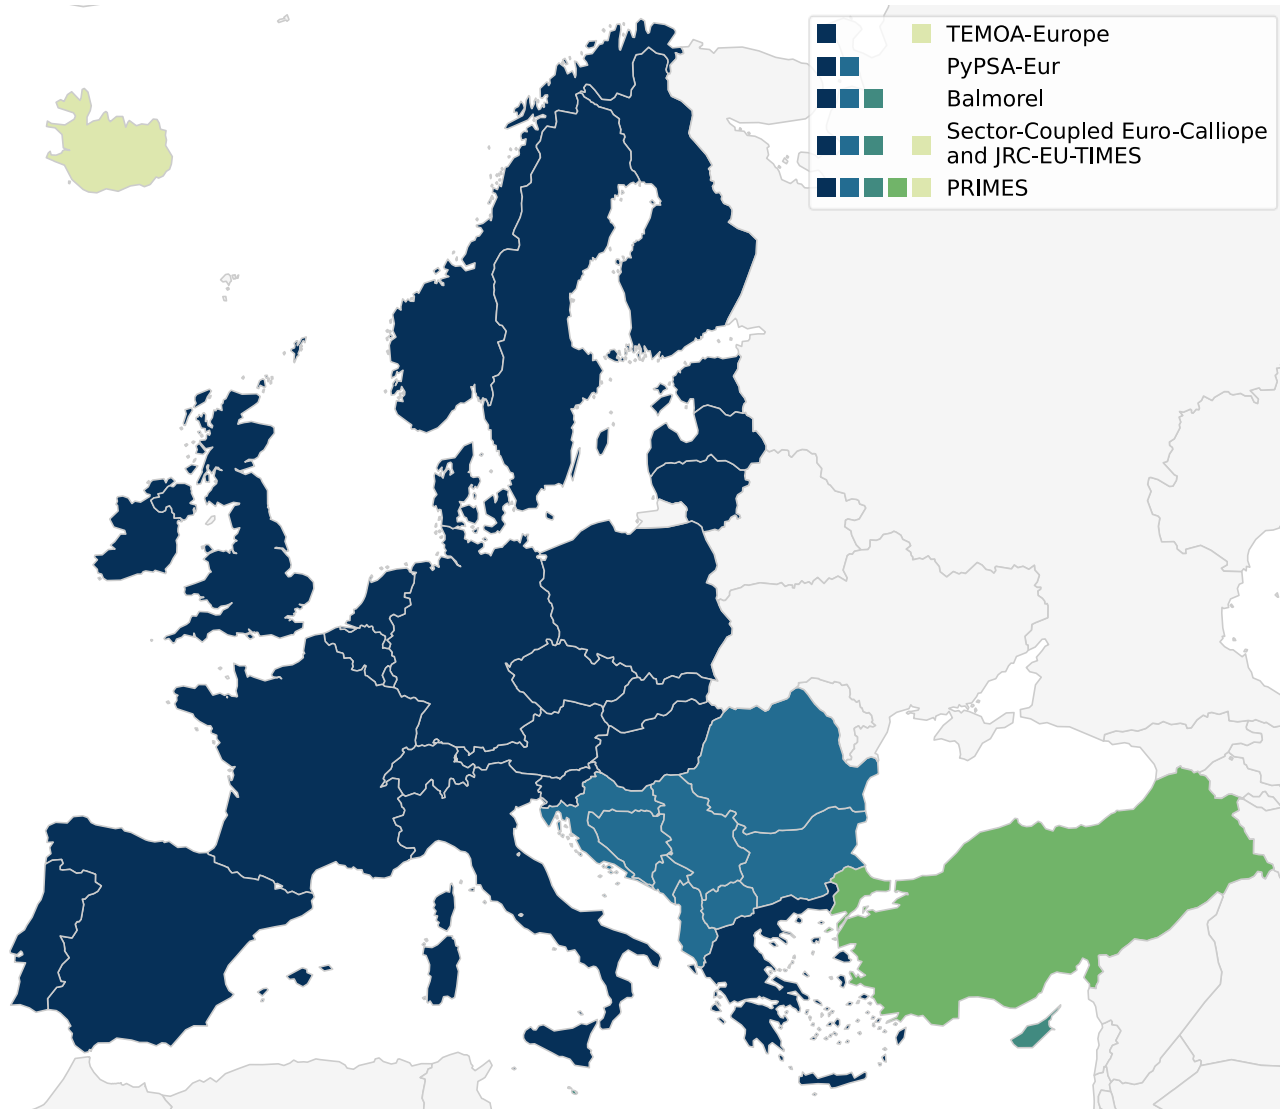 TEMOA-Europe
PyPSA-Eur
Balmorel
Sector-Coupled Euro-Calliope
and JRC-EU-TIMES
PRIMES